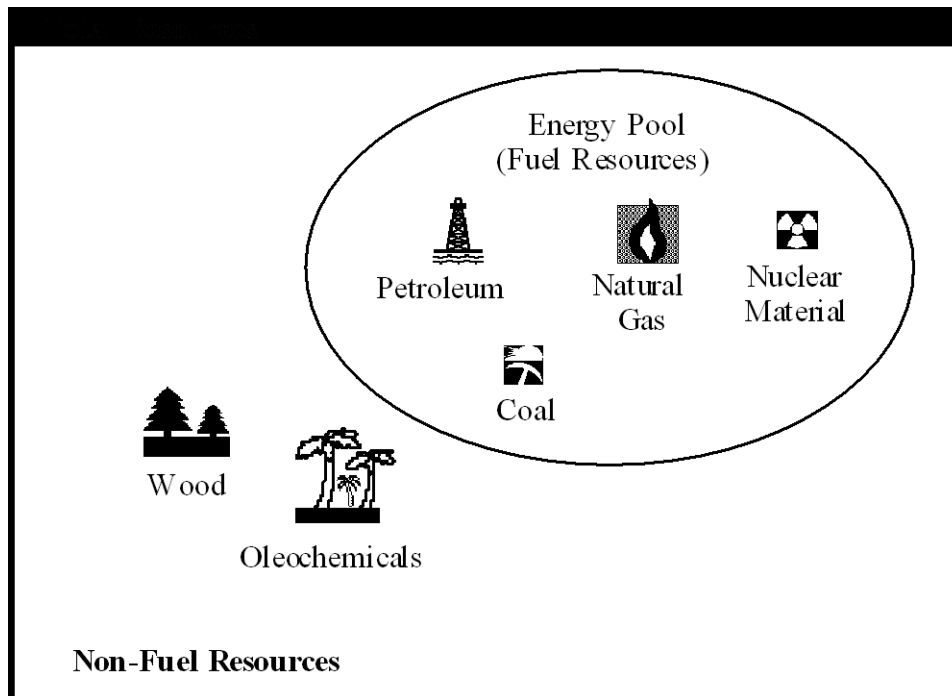 Energy Pool
(Fuel Resources)
Petroleum
Natural
Gas
Nuclear
Material
Coal
Wood
Oleochemicals
Non-Fuel Resources